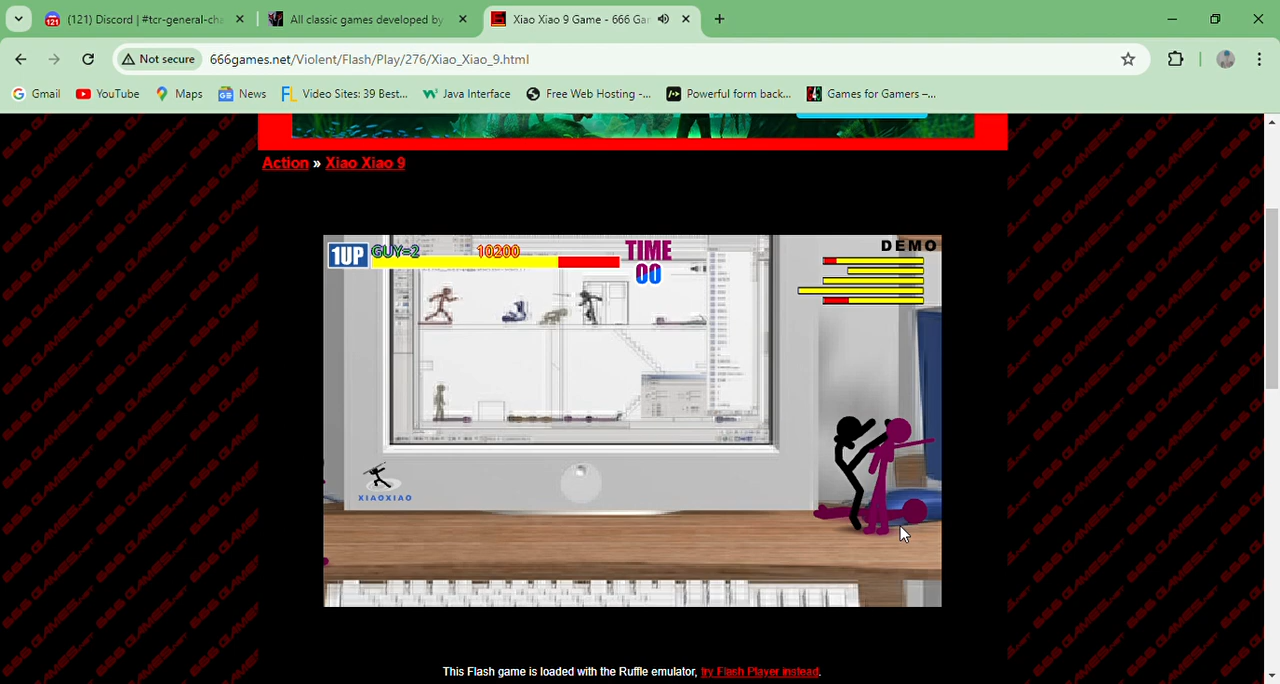 121
(121) Discord | #tcr-general-cha
All classic games developed by
Xiao Xiao 9 Game - 666 Gar
Not secure
666games.net/Violent/Flash/Play/276/Xiao_Xiao_9.html
Gmail
YouTube
Maps
News
Video Sites: 39 Best...
Java Interface
Free Web Hosting -...
Powerful form back...
Games for Gamers –...
Action » Xiao Xiao 9
1UP
GUY=2
10200
TIME
00
DEMO
XIAOXIAO
This Flash game is loaded with the Ruffle emulator, try Flash Player instead.